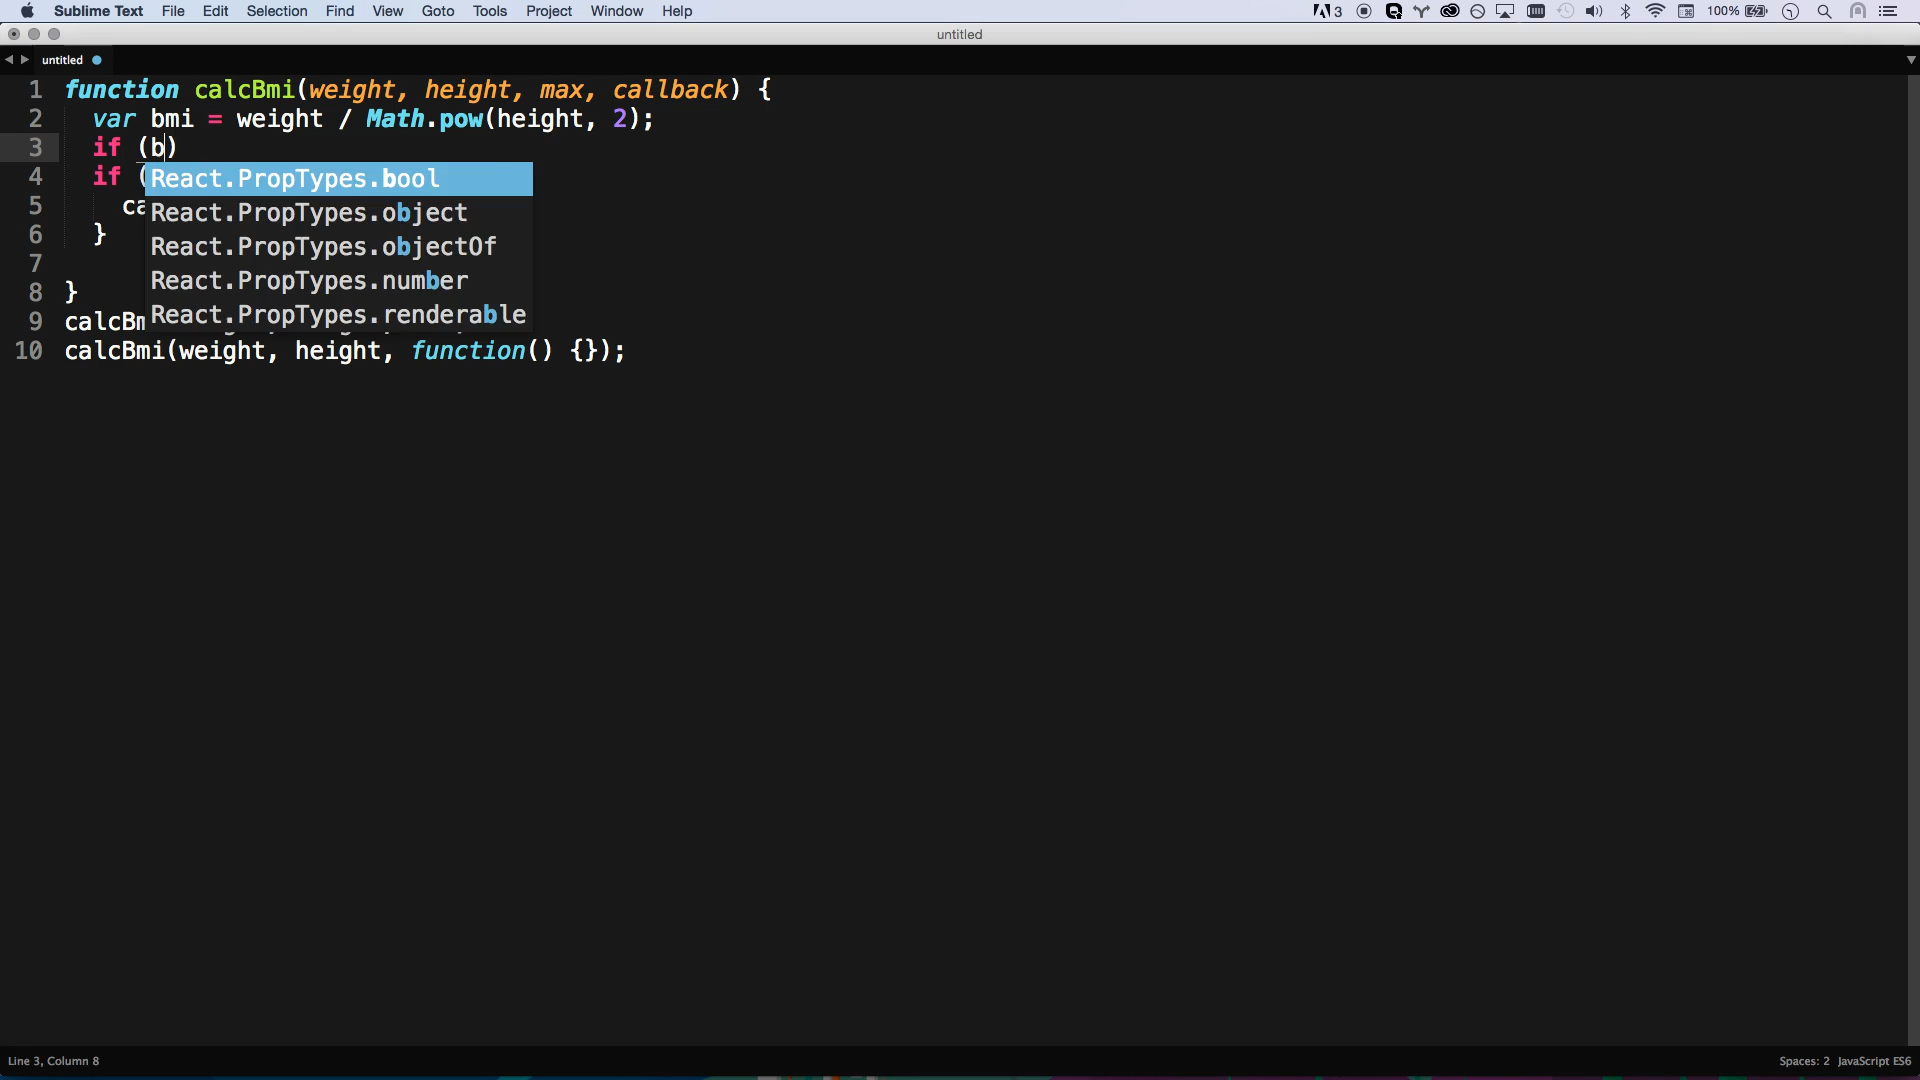 Sublime Text File Edit Selection Find View Goto Tools Project Window Help 3 100%
untitled
untitled
1 function calcBmi(weight, height, max, callback) {
2 var bmi = weight / Math.pow(height, 2);
3 if (b)
4 if (
React.PropTypes.bool
5 ca
React.PropTypes.object
6 }
React.PropTypes.objectOf
7
React.PropTypes.number
8 }
React.PropTypes.renderable
9 calcBm
10 calcBmi(weight, height, function() {});
Line 3, Column 8
Spaces: 2 JavaScript ES6